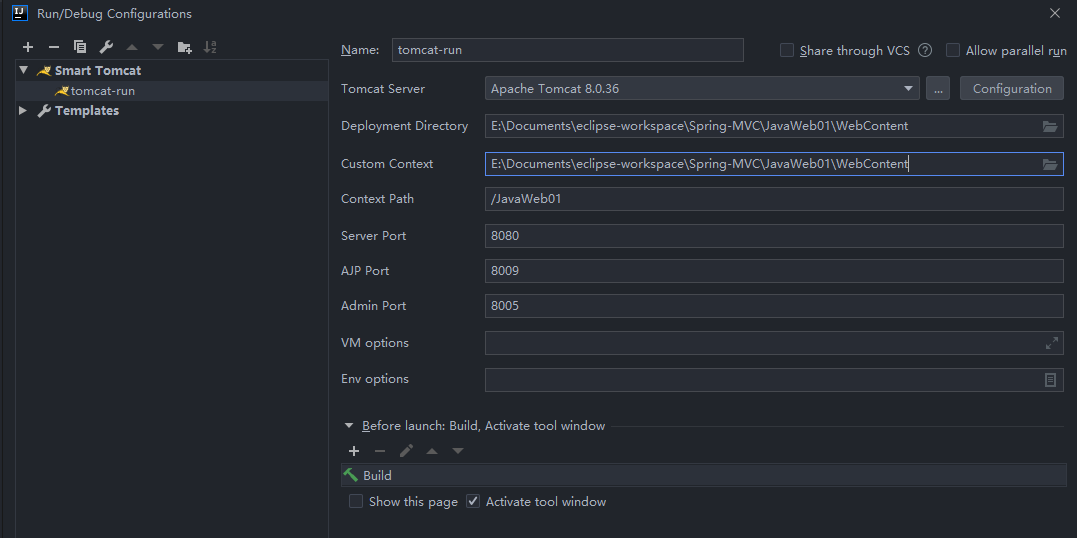 Run/Debug Configurations
Name: tomcat-run
Share through VCS
Allow parallel run
Smart Tomcat
tomcat-run
Templates
Tomcat Server Apache Tomcat 8.0.36 ... Configuration
Deployment Directory E:\Documents\eclipse-workspace\Spring-MVC\JavaWeb01\WebContent
Custom Context E:\Documents\eclipse-workspace\Spring-MVC\JavaWeb01\WebContent
Context Path /JavaWeb01
Server Port 8080
AJP Port 8009
Admin Port 8005
VM options
Env options
Before launch: Build, Activate tool window
Build
Show this page Activate tool window